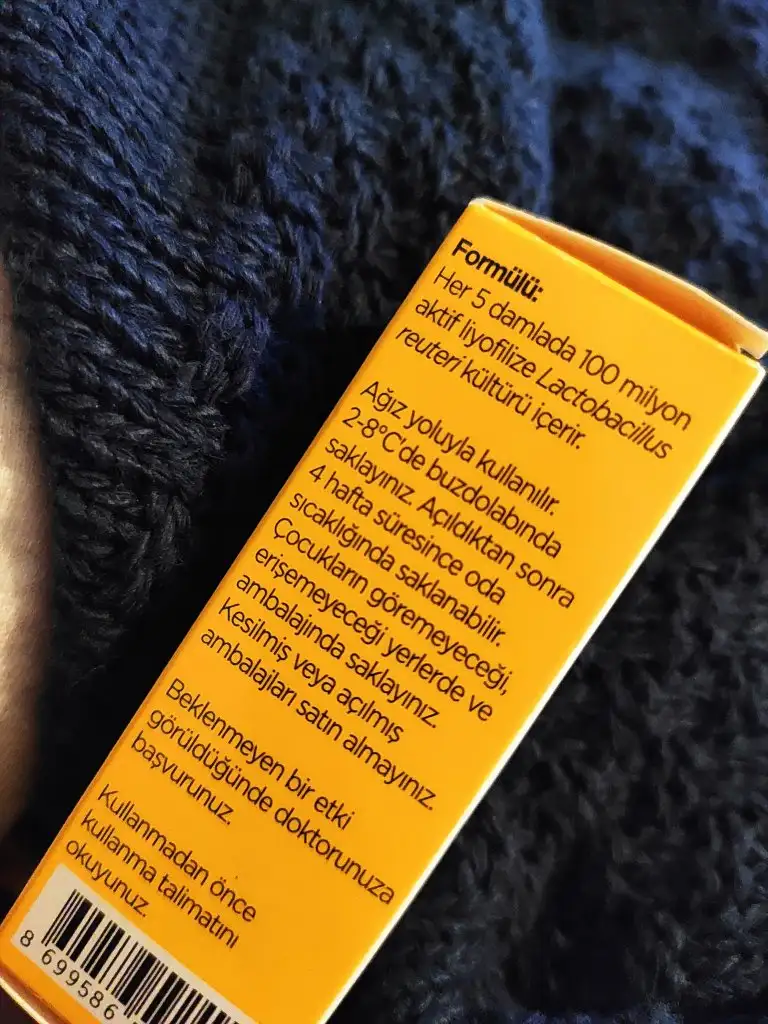 Formülü:
Her 5 damlada 100 milyon
aktif liyofilize Lactobacillus
reuteri kültürü içerir.
Ağız yoluyla kullanılır.
2-8°C'de buzdolabında
saklayınız. Açıldıktan sonra
4 hafta süresince oda
sıcaklığında saklanabilir.
Çocukların göremeyeceği,
erişemeyeceği yerlerde ve
ambalajında saklayınız.
Kesilmiş veya açılmış
ambalajları satın almayınız.
Beklenmeyen bir etki
görüldüğünde doktorunuza
başvurunuz.
Kullanmadan önce
kullanma talimatını
okuyunuz.
8 699586